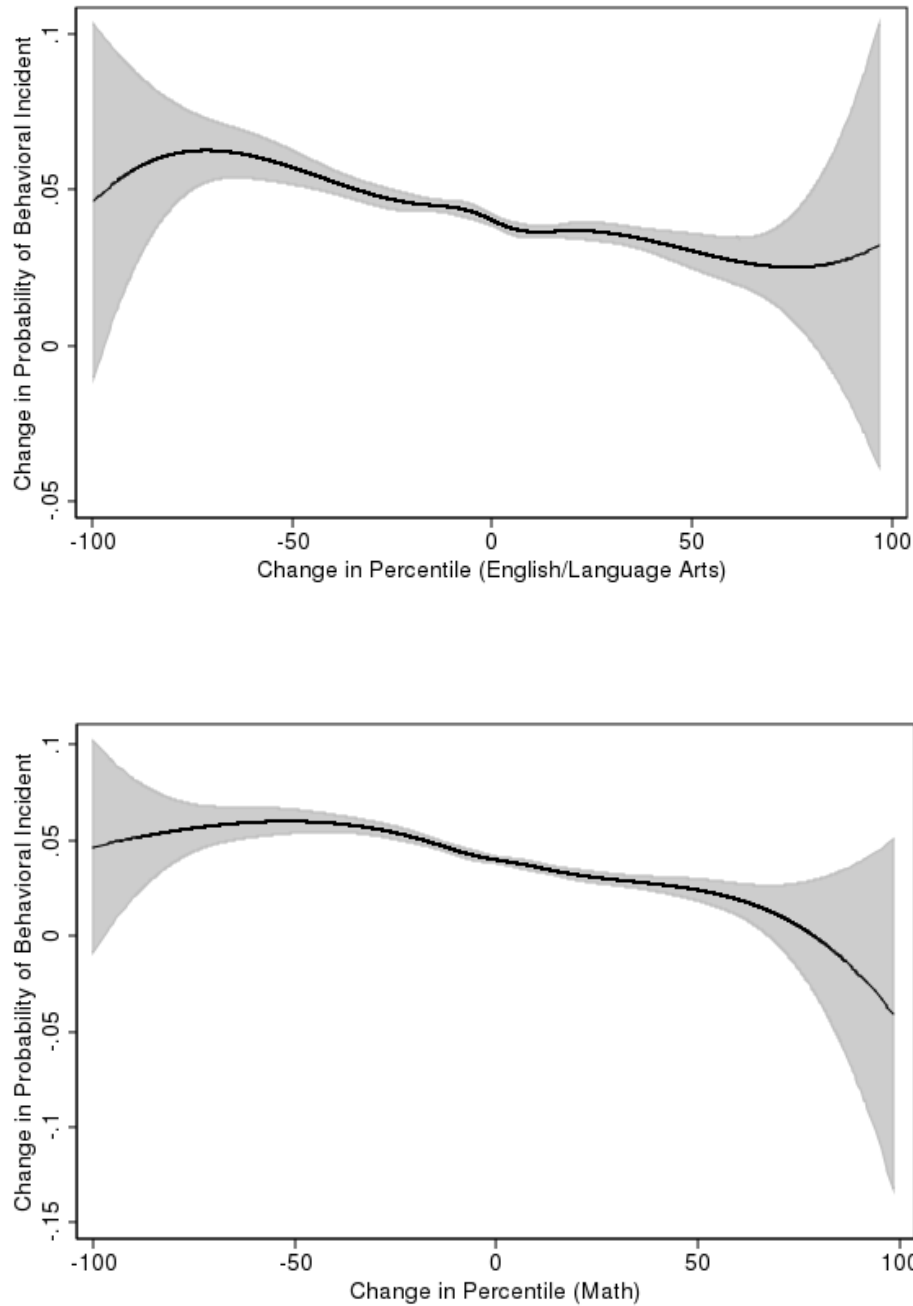 Change in Probability of Behavioral Incident
.1
.05
0
-.05
-100 -50 0 50 100
Change in Percentile (English/Language Arts)
Change in Probability of Behavioral Incident
.1
.05
0
-.05
-.1
-.15
-100 -50 0 50 100
Change in Percentile (Math)